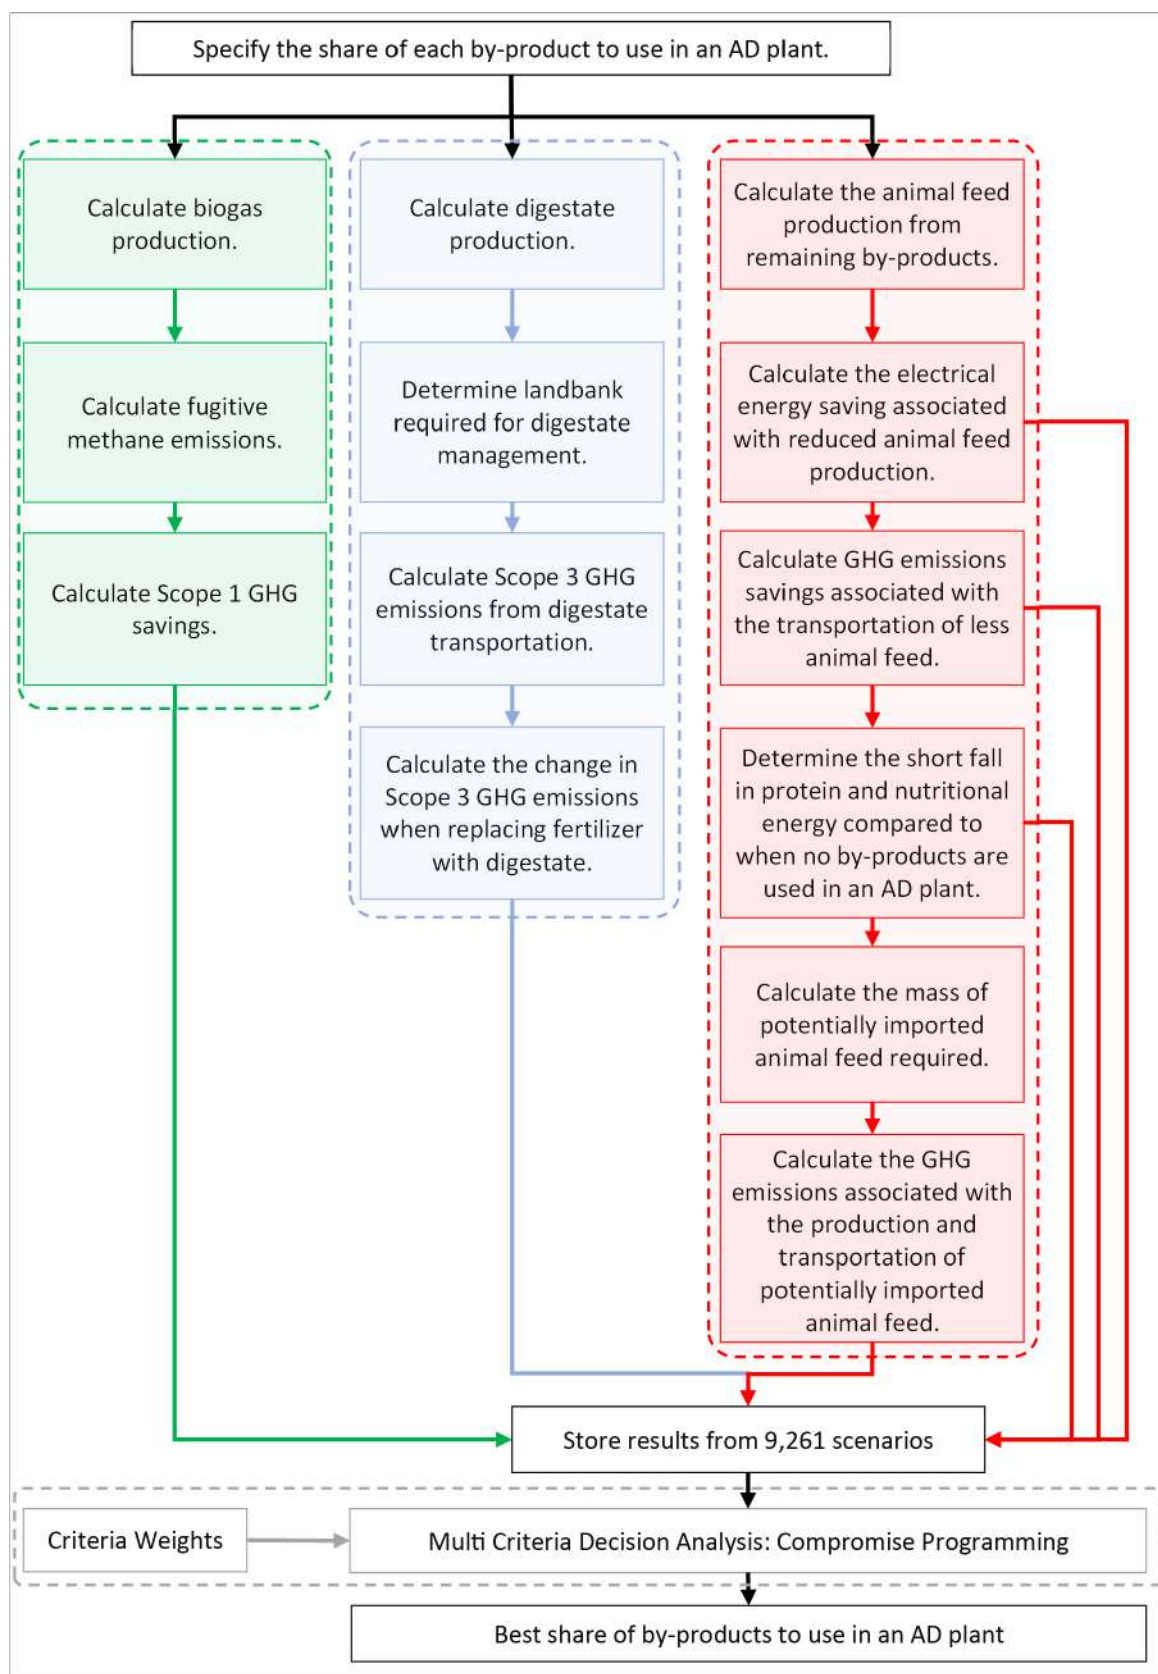 Specify the share of each by-product to use in an AD plant.
Calculate biogas
production.
Calculate fugitive
methane emissions.
Calculate Scope 1 GHG
savings.
Calculate digestate
production.
Determine landbank
required for digestate
management.
Calculate Scope 3 GHG
emissions from digestate
transportation.
Calculate the change in
Scope 3 GHG emissions
when replacing fertilizer
with digestate.
Calculate the animal feed
production from
remaining by-products.
Calculate the electrical
energy saving associated
with reduced animal feed
production.
Calculate GHG emissions
savings associated with
the transportation of less
animal feed.
Determine the short fall
in protein and nutritional
energy compared to
when no by-products are
used in an AD plant.
Calculate the mass of
potentially imported
animal feed required.
Calculate the GHG
emissions associated with
the production and
transportation of
potentially imported
animal feed.
Store results from 9,261 scenarios
Criteria Weights
Multi Criteria Decision Analysis: Compromise Programming
Best share of by-products to use in an AD plant